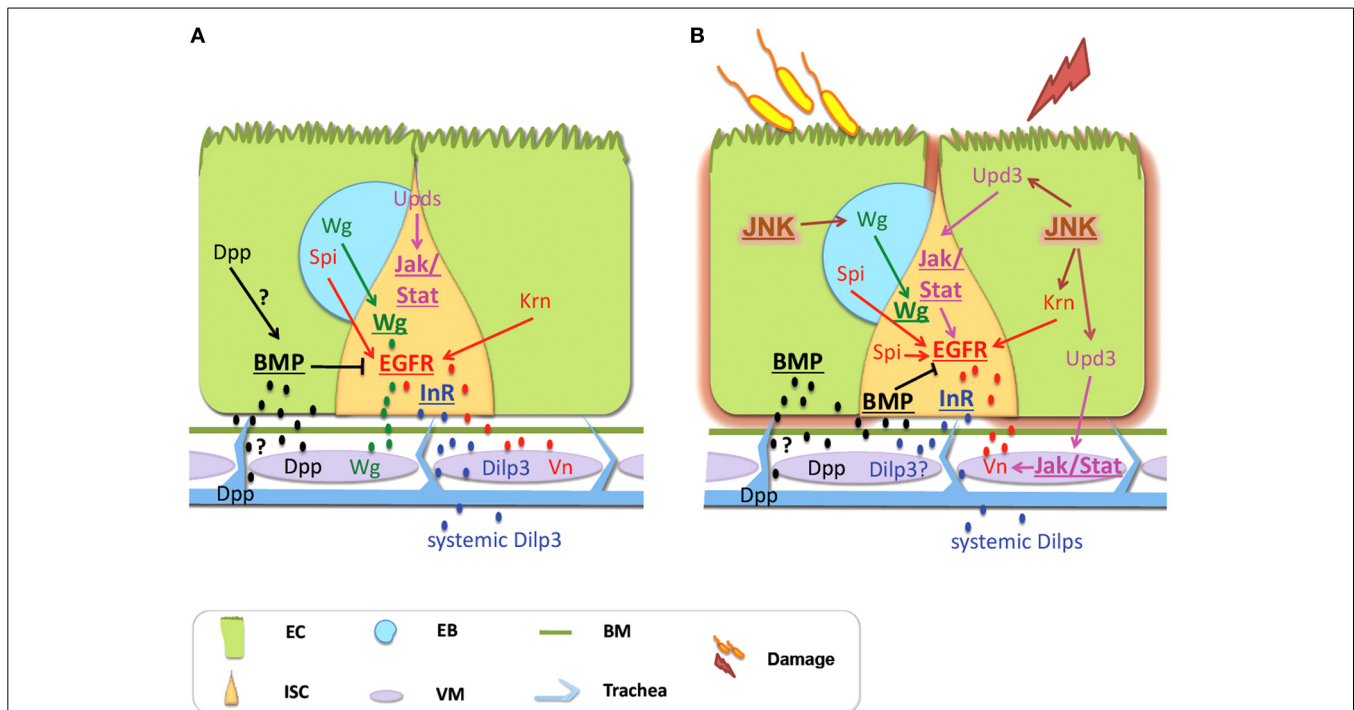 A
Upds
Wg
Dpp
Spi
Jak/
Stat
?
Krn
Wg
BMP
EGFR
InR
?
Dpp
Wg
Dilp3
Vn
Dpp
systemic Dilp3
B
Upd3
JNK
Wg
JNK
Jak/
Stat
Spi
Wg
Krn
Spi
EGFR
BMP
Upd3
BMP
InR
?
Dpp
Dilp3?
Vn
Jak/Stat
Dpp
systemic Dilps
EC
EB
BM
Damage
ISC
VM
Trachea